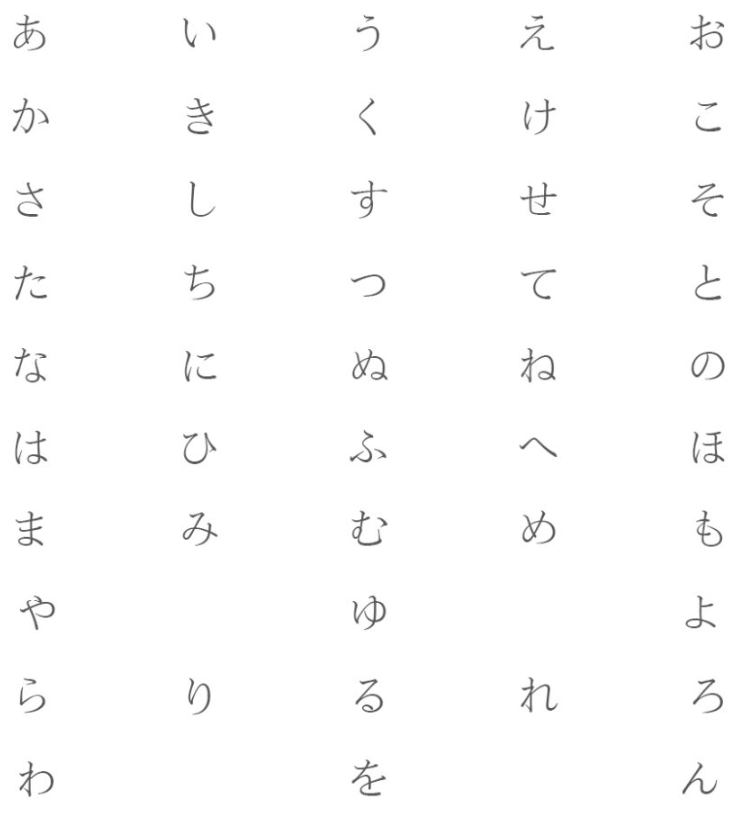 あ い う え お
か き く け こ
さ し す せ そ
た ち つ て と
な に ぬ ね の
は ひ ふ へ ほ
ま み む め も
や ゆ よ
ら り る れ ろ
わ を ん